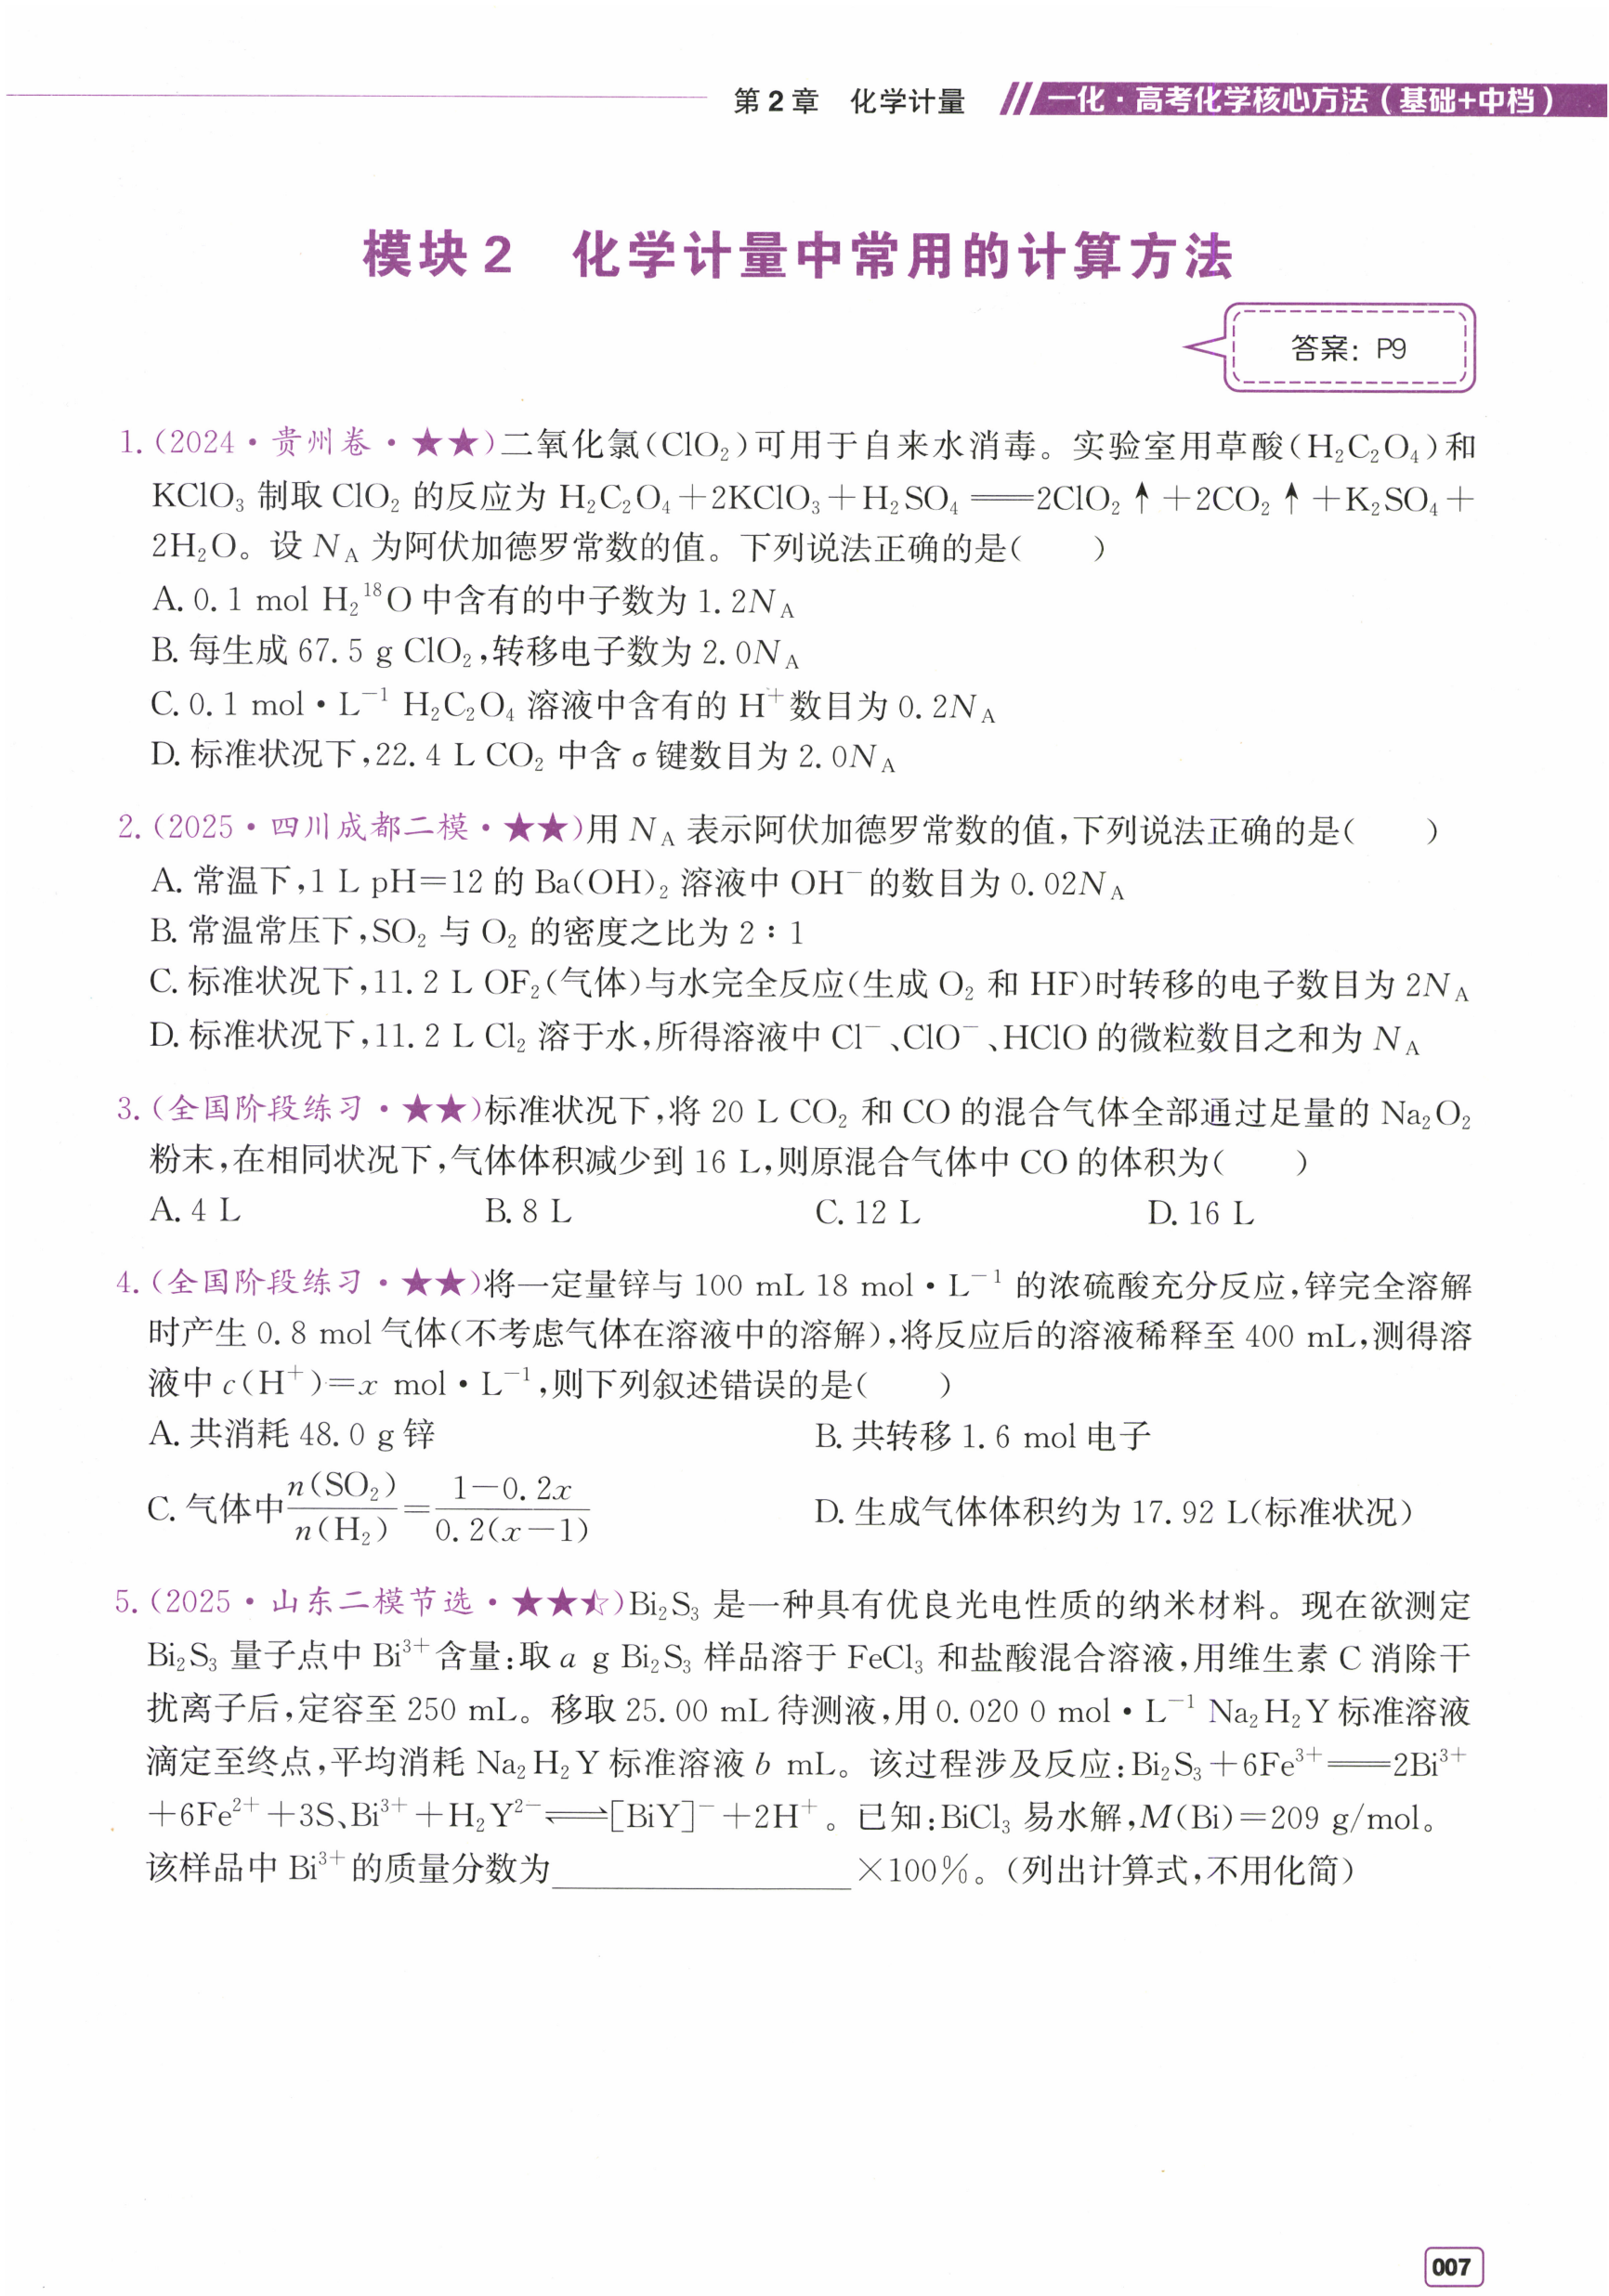 第2章 化学计量 一化·高考化学核心方法(基础+中档)
模块2 化学计量中常用的计算方法
答案:P9
1.(2024·贵州卷·★★)二氧化氯(ClO₂)可用于自来水消毒。实验室用草酸(H₂C₂O₄)和
KClO₃ 制取 ClO₂ 的反应为 H₂C₂O₄+2KClO₃+H₂SO₄══2ClO₂↑+2CO₂↑+K₂SO₄+
2H₂O。设 N_A 为阿伏加德罗常数的值。下列说法正确的是( )
A. 0.1 mol H₂¹⁸O 中含有的中子数为 1.2N_A
B. 每生成 67.5 g ClO₂,转移电子数为 2.0N_A
C. 0.1 mol·L⁻¹ H₂C₂O₄ 溶液中含有的 H⁺数目为 0.2N_A
D. 标准状况下,22.4 L CO₂ 中含 σ 键数目为 2.0N_A
2.(2025·四川成都二模·★★)用 N_A 表示阿伏加德罗常数的值,下列说法正确的是( )
A. 常温下,1 L pH=12 的 Ba(OH)₂ 溶液中 OH⁻的数目为 0.02N_A
B. 常温常压下,SO₂ 与 O₂ 的密度之比为 2∶1
C. 标准状况下,11.2 L OF₂(气体)与水完全反应(生成 O₂ 和 HF)时转移的电子数目为 2N_A
D. 标准状况下,11.2 L Cl₂ 溶于水,所得溶液中 Cl⁻、ClO⁻、HClO 的微粒数目之和为 N_A
3.(全国阶段练习·★★)标准状况下,将 20 L CO₂ 和 CO 的混合气体全部通过足量的 Na₂O₂
粉末,在相同状况下,气体体积减少到 16 L,则原混合气体中 CO 的体积为( )
A. 4 L B. 8 L C. 12 L D. 16 L
4.(全国阶段练习·★★)将一定量锌与 100 mL 18 mol·L⁻¹ 的浓硫酸充分反应,锌完全溶解
时产生 0.8 mol 气体(不考虑气体在溶液中的溶解),将反应后的溶液稀释至 400 mL,测得溶
液中 c(H⁺)=x mol·L⁻¹,则下列叙述错误的是( )
A. 共消耗 48.0 g 锌 B. 共转移 1.6 mol 电子
C. 气体中 n(SO₂)/n(H₂)=(1−0.2x)/(0.2(x−1)) D. 生成气体体积约为 17.92 L(标准状况)
5.(2025·山东二模节选·★★⯪)Bi₂S₃ 是一种具有优良光电性质的纳米材料。现在欲测定
Bi₂S₃ 量子点中 Bi³⁺含量:取 a g Bi₂S₃ 样品溶于 FeCl₃ 和盐酸混合溶液,用维生素 C 消除干
扰离子后,定容至 250 mL。移取 25.00 mL 待测液,用 0.020 0 mol·L⁻¹ Na₂H₂Y 标准溶液
滴定至终点,平均消耗 Na₂H₂Y 标准溶液 b mL。该过程涉及反应:Bi₂S₃+6Fe³⁺══2Bi³⁺
+6Fe²⁺+3S、Bi³⁺+H₂Y²⁻⇌[BiY]⁻+2H⁺。已知:BiCl₃ 易水解,M(Bi)=209 g/mol。
该样品中 Bi³⁺的质量分数为____________×100%。(列出计算式,不用化简)
007